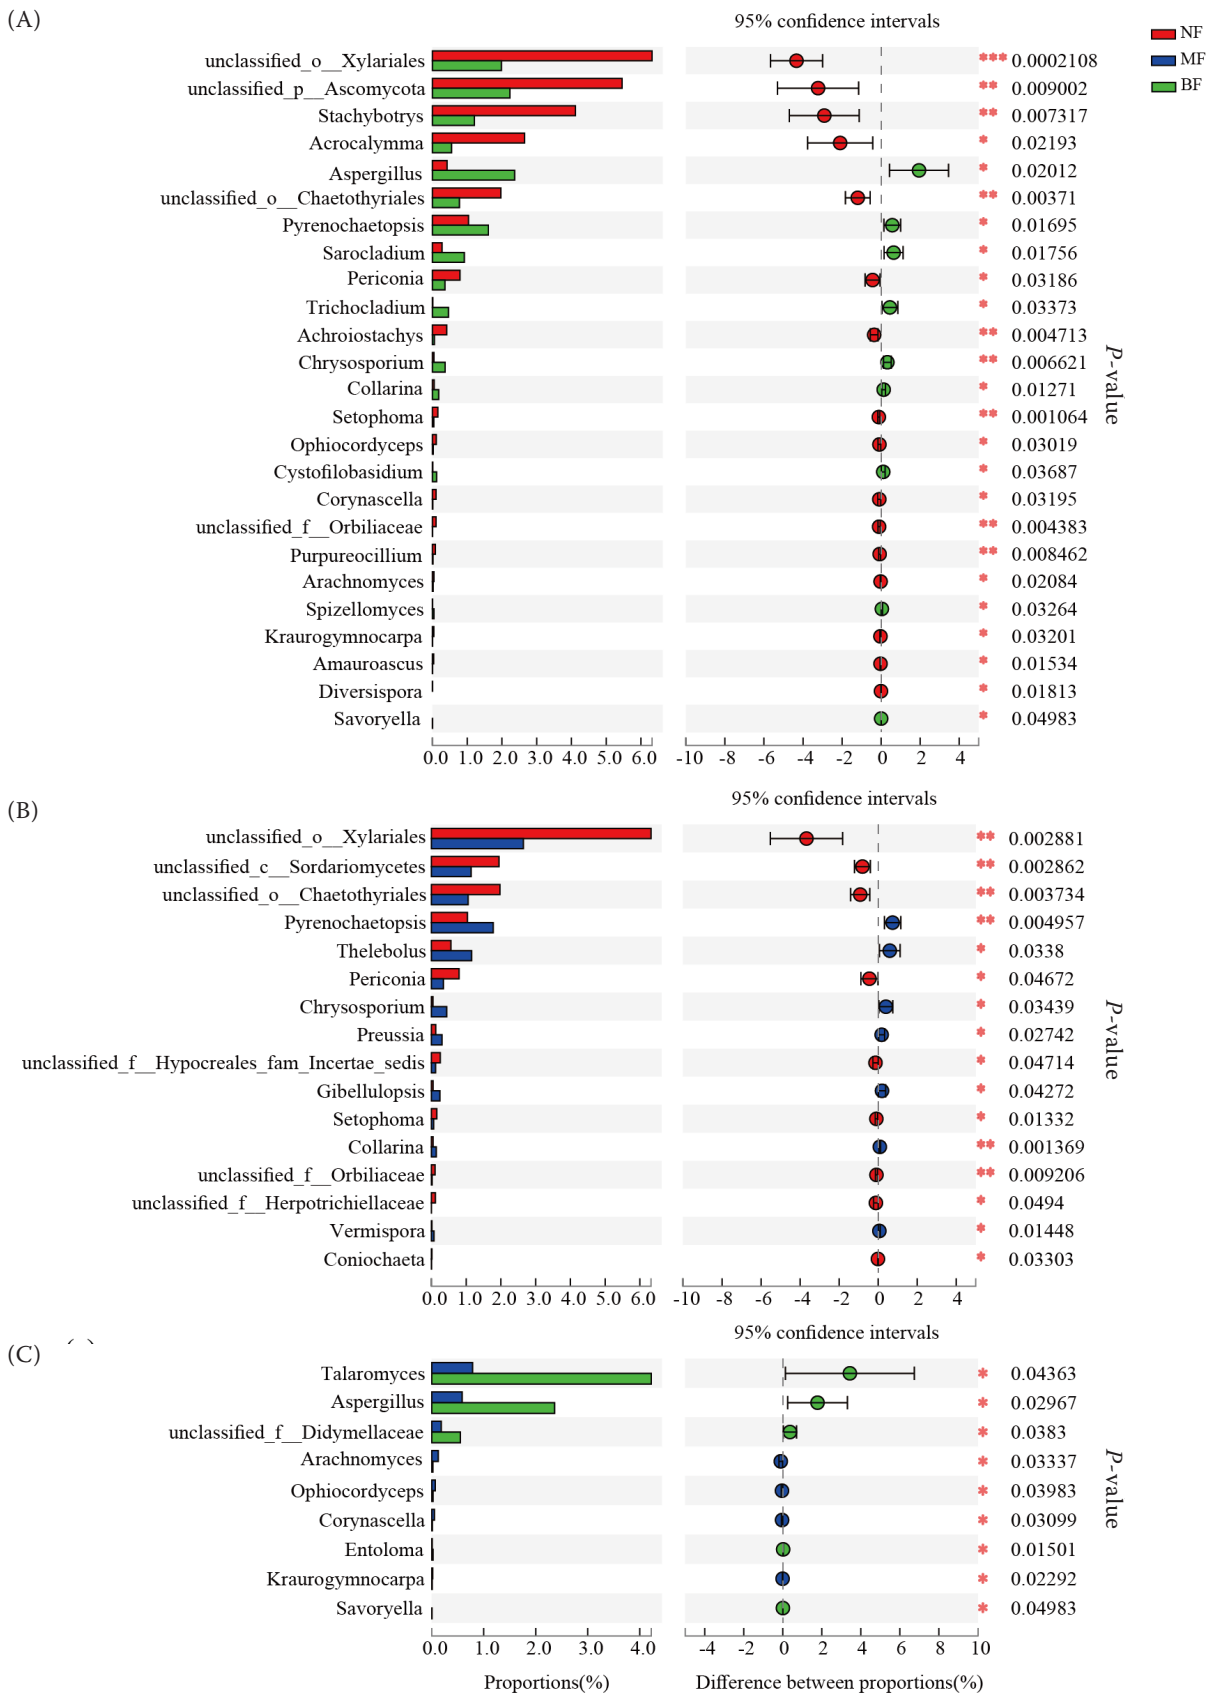 (A)
95% confidence intervals
NF
MF
BF
unclassified_o__Xylariales *** 0.0002108
unclassified_p__Ascomycota ** 0.009002
Stachybotrys ** 0.007317
Acrocalymma * 0.02193
Aspergillus * 0.02012
unclassified_o__Chaetothyriales ** 0.00371
Pyrenochaetopsis * 0.01695
Sarocladium * 0.01756
Periconia * 0.03186
Trichocladium * 0.03373
Achroiostachys ** 0.004713
Chrysosporium ** 0.006621
Collarina * 0.01271
Setophoma ** 0.001064
Ophiocordyceps * 0.03019
Cystofilobasidium * 0.03687
Corynascella * 0.03195
unclassified_f__Orbiliaceae ** 0.004383
Purpureocillium ** 0.008462
Arachnomyces * 0.02084
Spizellomyces * 0.03264
Kraurogymnocarpa * 0.03201
Amauroascus * 0.01534
Diversispora * 0.01813
Savoryella * 0.04983
P-value
0.0 1.0 2.0 3.0 4.0 5.0 6.0 -10 -8 -6 -4 -2 0 2 4
(B)
95% confidence intervals
unclassified_o__Xylariales ** 0.002881
unclassified_c__Sordariomycetes ** 0.002862
unclassified_o__Chaetothyriales ** 0.003734
Pyrenochaetopsis ** 0.004957
Thelebolus * 0.0338
Periconia * 0.04672
Chrysosporium * 0.03439
Preussia * 0.02742
unclassified_f__Hypocreales_fam_Incertae_sedis * 0.04714
Gibellulopsis * 0.04272
Setophoma * 0.01332
Collarina ** 0.001369
unclassified_f__Orbiliaceae ** 0.009206
unclassified_f__Herpotrichiellaceae * 0.0494
Vermispora * 0.01448
Coniochaeta * 0.03303
P-value
0.0 1.0 2.0 3.0 4.0 5.0 6.0 -10 -8 -6 -4 -2 0 2 4
(C)
95% confidence intervals
Talaromyces * 0.04363
Aspergillus * 0.02967
unclassified_f__Didymellaceae * 0.0383
Arachnomyces * 0.03337
Ophiocordyceps * 0.03983
Corynascella * 0.03099
Entoloma * 0.01501
Kraurogymnocarpa * 0.02292
Savoryella * 0.04983
P-value
0.0 1.0 2.0 3.0 4.0 -4 -2 0 2 4 6 8 10
Proportions(%) Difference between proportions(%)